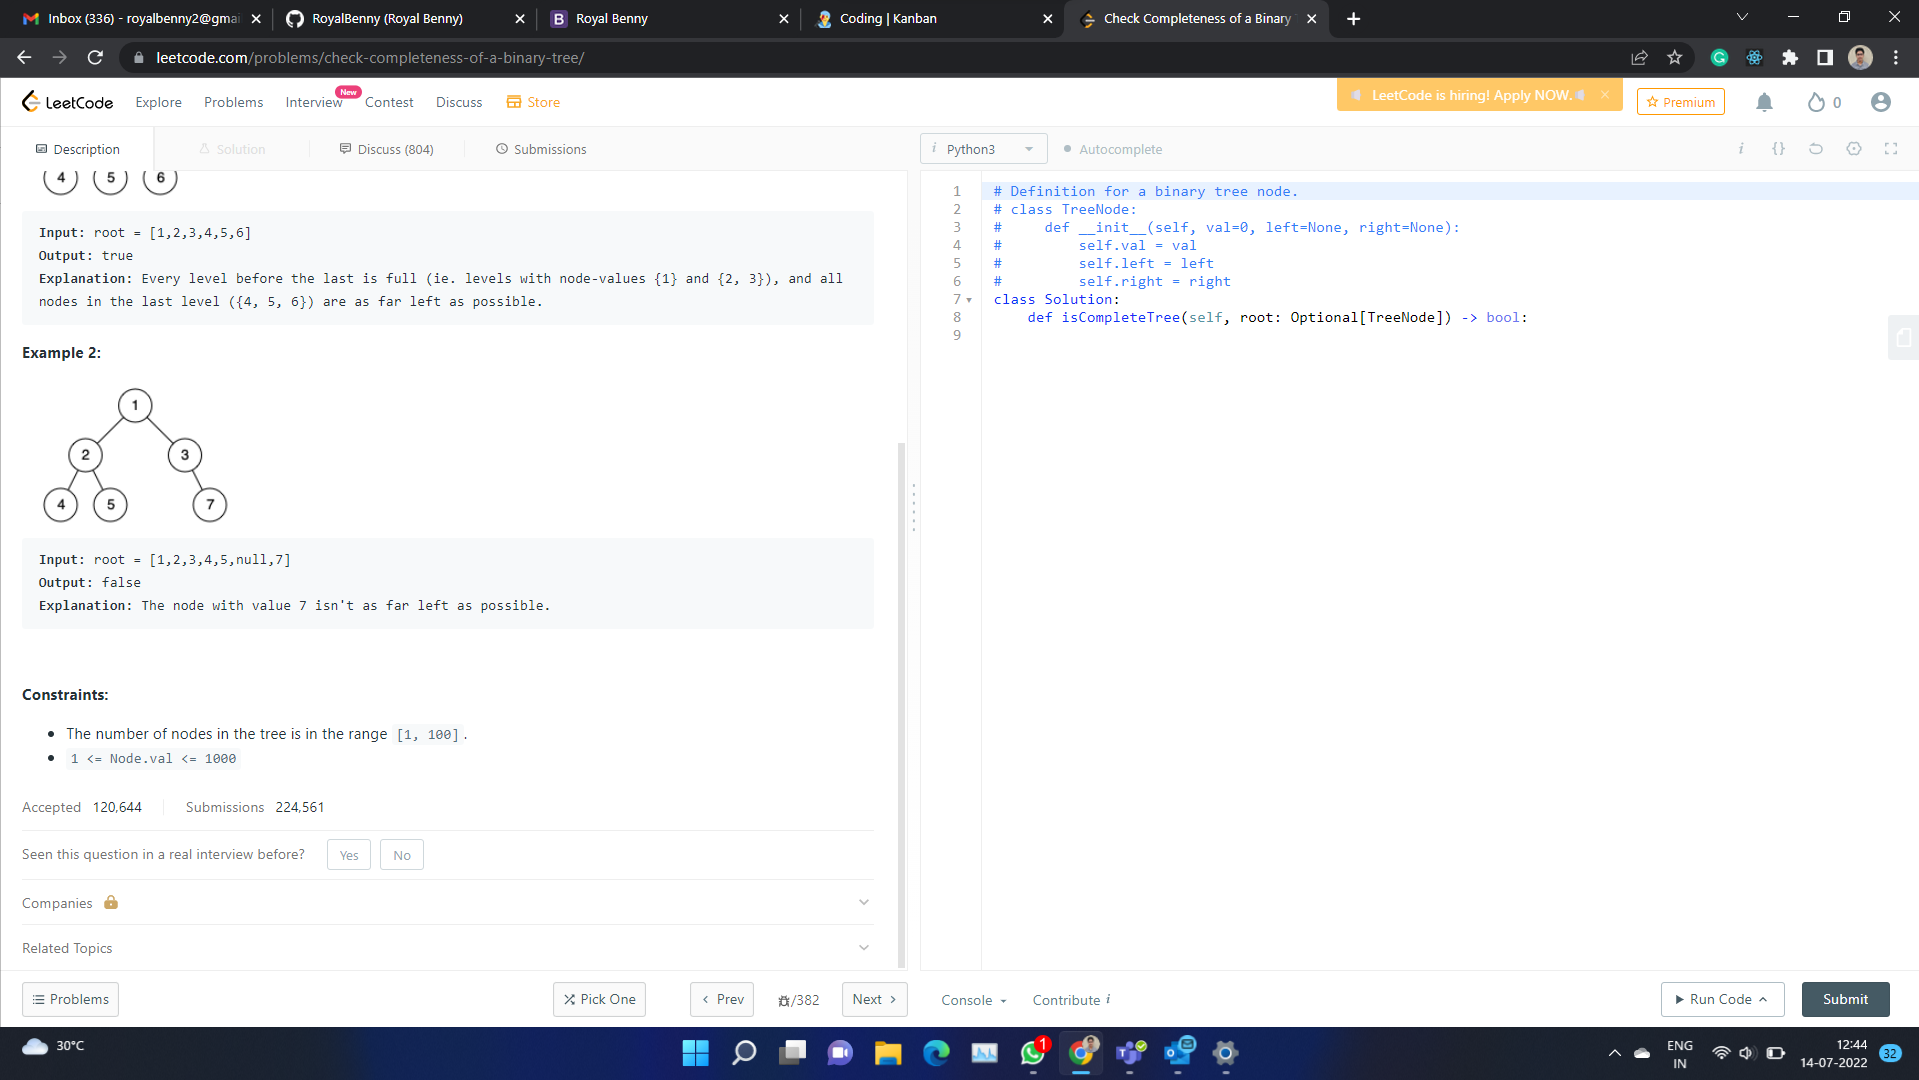 Inbox (336) - royalbenny2@gmai
RoyalBenny (Royal Benny)
Royal Benny
Coding | Kanban
Check Completeness of a Binary
leetcode.com/problems/check-completeness-of-a-binary-tree/
LeetCode
Explore
Problems
Interview
New
Contest
Discuss
Store
LeetCode is hiring! Apply NOW.
Premium
0
Description
Solution
Discuss (804)
Submissions
4 5 6
Input: root = [1,2,3,4,5,6]
Output: true
Explanation: Every level before the last is full (ie. levels with node-values {1} and {2, 3}), and all
nodes in the last level ({4, 5, 6}) are as far left as possible.
Example 2:
1
2 3
4 5 7
Input: root = [1,2,3,4,5,null,7]
Output: false
Explanation: The node with value 7 isn't as far left as possible.
Constraints:
The number of nodes in the tree is in the range [1, 100].
1 <= Node.val <= 1000
Accepted 120,644 Submissions 224,561
Seen this question in a real interview before? Yes No
Companies
Related Topics
Problems
Pick One
Prev
/382
Next
Python3
Autocomplete
1 # Definition for a binary tree node.
2 # class TreeNode:
3 #     def __init__(self, val=0, left=None, right=None):
4 #         self.val = val
5 #         self.left = left
6 #         self.right = right
7 class Solution:
8     def isCompleteTree(self, root: Optional[TreeNode]) -> bool:
9
Console
Contribute i
Run Code
Submit
30°C
1
ENG
IN
12:44
14-07-2022
32